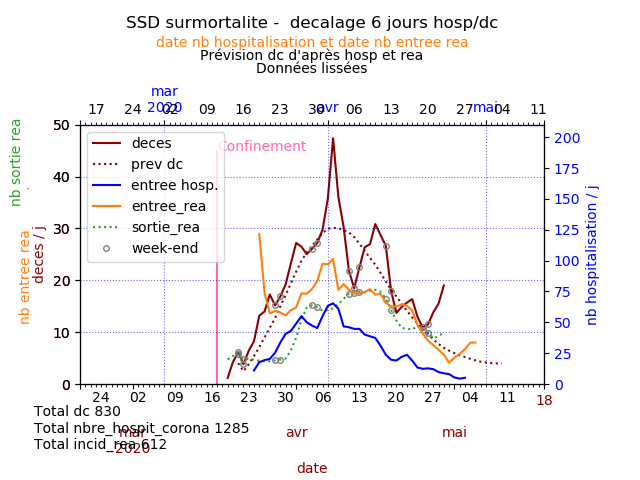 SSD surmortalite -  decalage 6 jours hosp/dc
date nb hospitalisation et date nb entree rea
Prévision dc d'après hosp et rea
Données lissées
mar
2020
avr
mai
17 24 02 09 16 23 30 06 13 20 27 04 11
nb sortie rea
nb entree rea
deces / j
nb hospitalisation / j
50
40
30
20
10
0
200
175
150
125
100
75
50
25
0
Confinement
deces
prev dc
entree hosp.
entree_rea
sortie_rea
week-end
24 02 09 16 23 30 06 13 20 27 04 11 18
Total dc 830
Total nbre_hospit_corona 1285
Total incid_rea 612
mar
2020
avr
mai
date